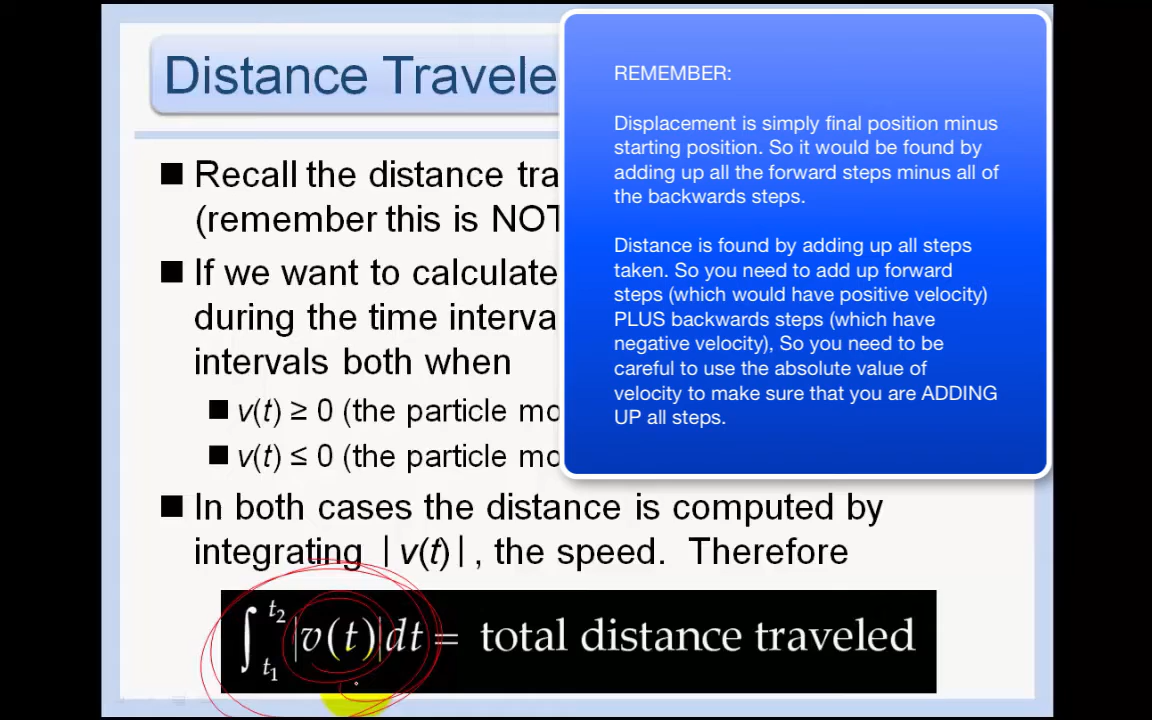 Distance Travele
Recall the distance tra
(remember this is NOT
If we want to calculate
during the time interva
intervals both when
v(t) ≥ 0 (the particle mo
v(t) ≤ 0 (the particle mo
In both cases the distance is computed by
integrating |v(t)|, the speed. Therefore
∫_{t₁}^{t₂} |v(t)| dt = total distance traveled
REMEMBER:
Displacement is simply final position minus
starting position. So it would be found by
adding up all the forward steps minus all of
the backwards steps.
Distance is found by adding up all steps
taken. So you need to add up forward
steps (which would have positive velocity)
PLUS backwards steps (which have
negative velocity), So you need to be
careful to use the absolute value of
velocity to make sure that you are ADDING
UP all steps.